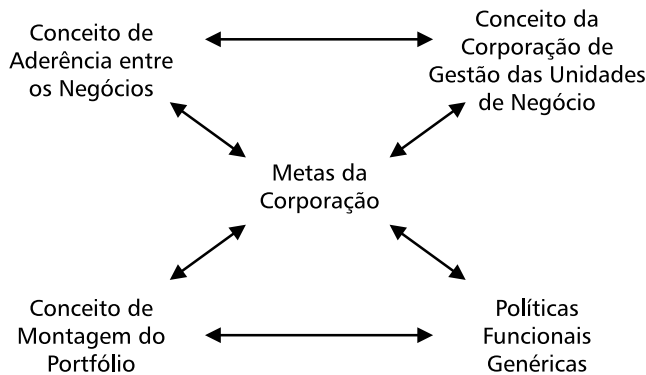 Conceito de
Aderência entre
os Negócios
Conceito da
Corporação de
Gestão das Unidades
de Negócio
Metas da
Corporação
Conceito de
Montagem do
Portfólio
Políticas
Funcionais
Genéricas